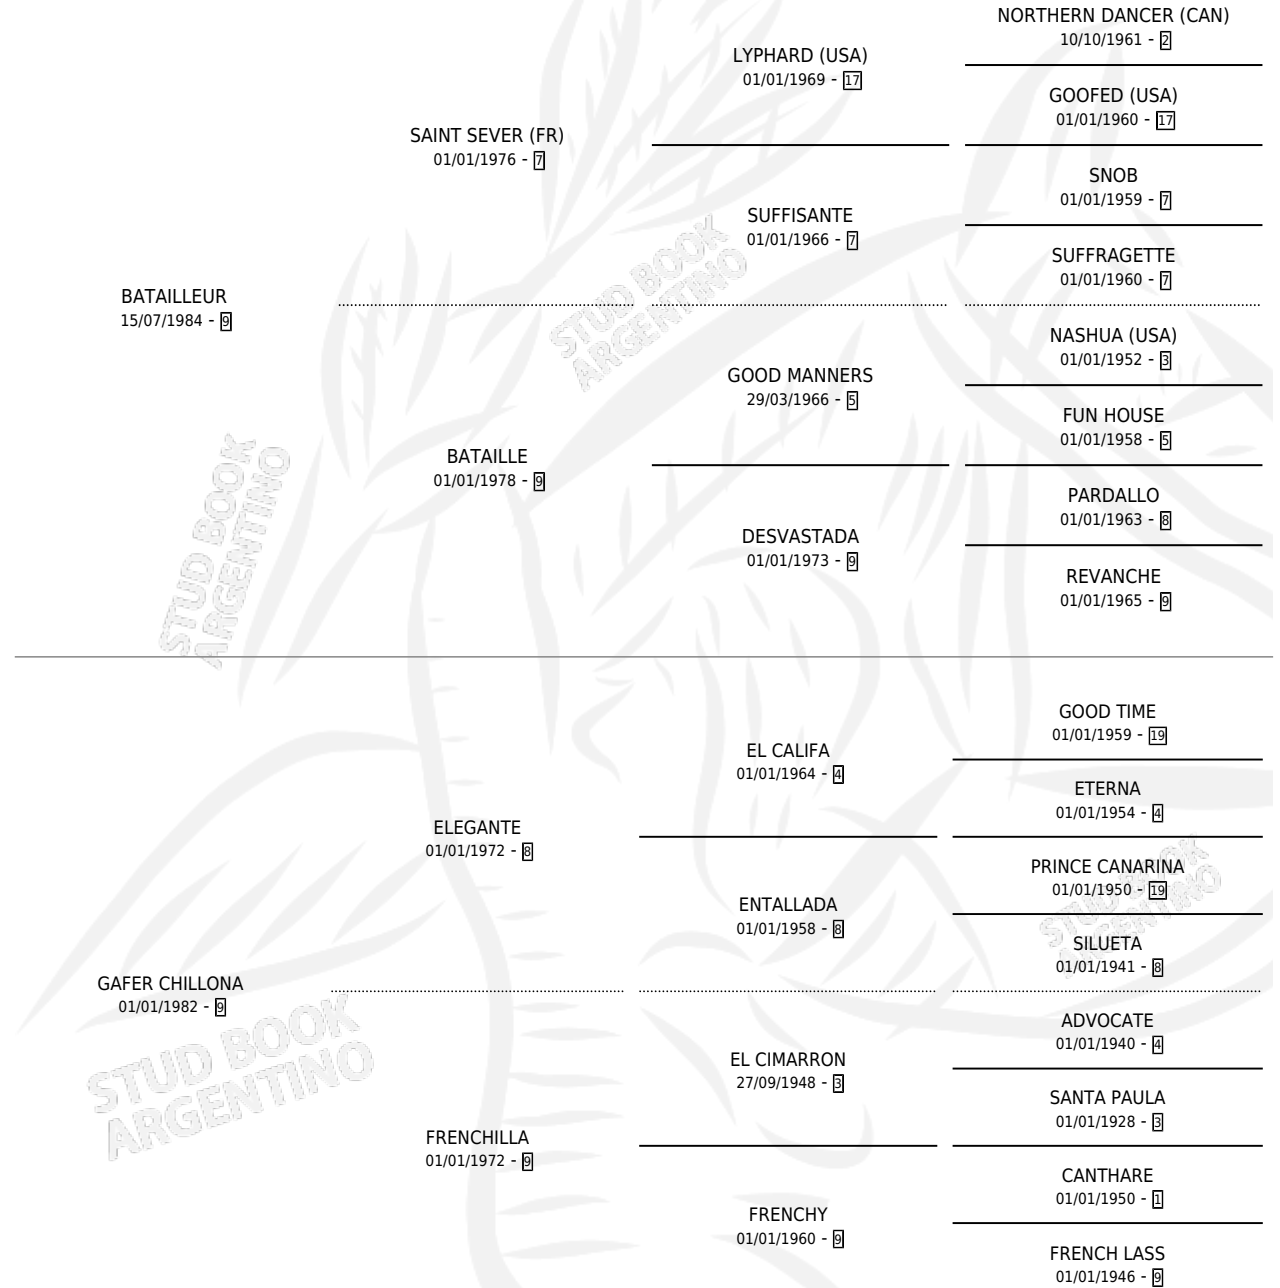 NORTHERN DANCER (CAN)
10/10/1961 - 2
LYPHARD (USA)
01/01/1969 - 17
GOOFED (USA)
01/01/1960 - 17
SAINT SEVER (FR)
01/01/1976 - 7
SNOB
01/01/1959 - 7
SUFFISANTE
01/01/1966 - 7
SUFFRAGETTE
01/01/1960 - 7
BATAILLEUR
15/07/1984 - 9
NASHUA (USA)
01/01/1952 - 3
GOOD MANNERS
29/03/1966 - 5
FUN HOUSE
01/01/1958 - 5
BATAILLE
01/01/1978 - 9
PARDALLO
01/01/1963 - 8
DESVASTADA
01/01/1973 - 9
REVANCHE
01/01/1965 - 9
GOOD TIME
01/01/1959 - 19
EL CALIFA
01/01/1964 - 4
ETERNA
01/01/1954 - 4
ELEGANTE
01/01/1972 - 8
PRINCE CANARINA
01/01/1950 - 19
ENTALLADA
01/01/1958 - 8
SILUETA
01/01/1941 - 8
GAFER CHILLONA
01/01/1982 - 9
ADVOCATE
01/01/1940 - 4
EL CIMARRON
27/09/1948 - 3
SANTA PAULA
01/01/1928 - 3
FRENCHILLA
01/01/1972 - 9
CANTHARE
01/01/1950 - 1
FRENCHY
01/01/1960 - 9
FRENCH LASS
01/01/1946 - 9
STUD BOOK
ARGENTINO
STUD BOOK
ARGENTINO
STUD BOOK
ARGENTINO
STUD BOOK
ARGENTINO